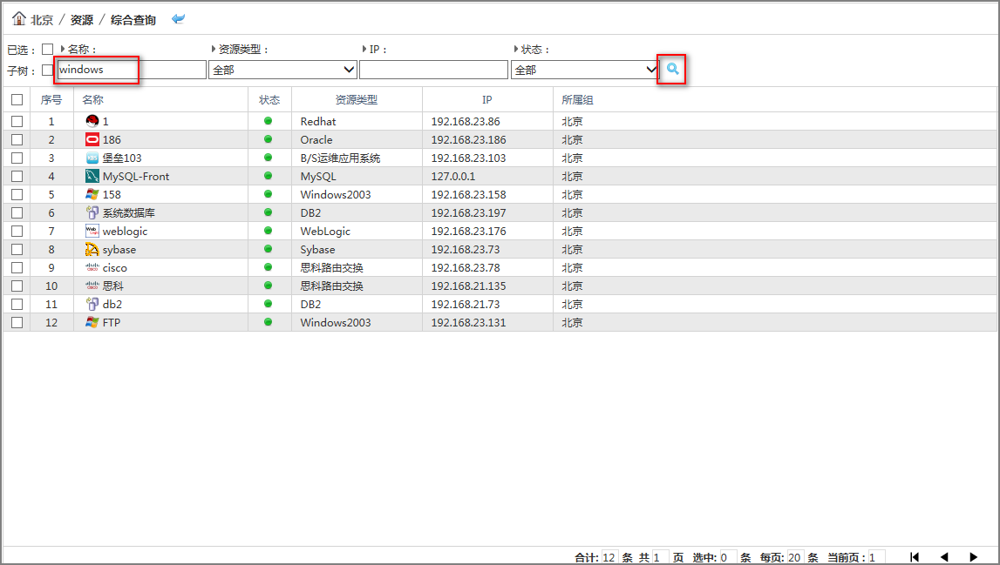 北京 / 资源 / 综合查询
已选： 名称： 资源类型： IP： 状态：
子树： windows 全部 全部
序号 名称 状态 资源类型 IP 所属组
1 1 Redhat 192.168.23.86 北京
2 186 Oracle 192.168.23.186 北京
3 堡垒103 B/S运维应用系统 192.168.23.103 北京
4 MySQL-Front MySQL 127.0.0.1 北京
5 158 Windows2003 192.168.23.158 北京
6 系统数据库 DB2 192.168.23.197 北京
7 weblogic WebLogic 192.168.23.176 北京
8 sybase Sybase 192.168.23.73 北京
9 cisco 思科路由交换 192.168.23.78 北京
10 思科 思科路由交换 192.168.21.135 北京
11 db2 DB2 192.168.21.73 北京
12 FTP Windows2003 192.168.23.131 北京
合计: 12 条 共 1 页 选中: 0 条 每页: 20 条 当前页: 1